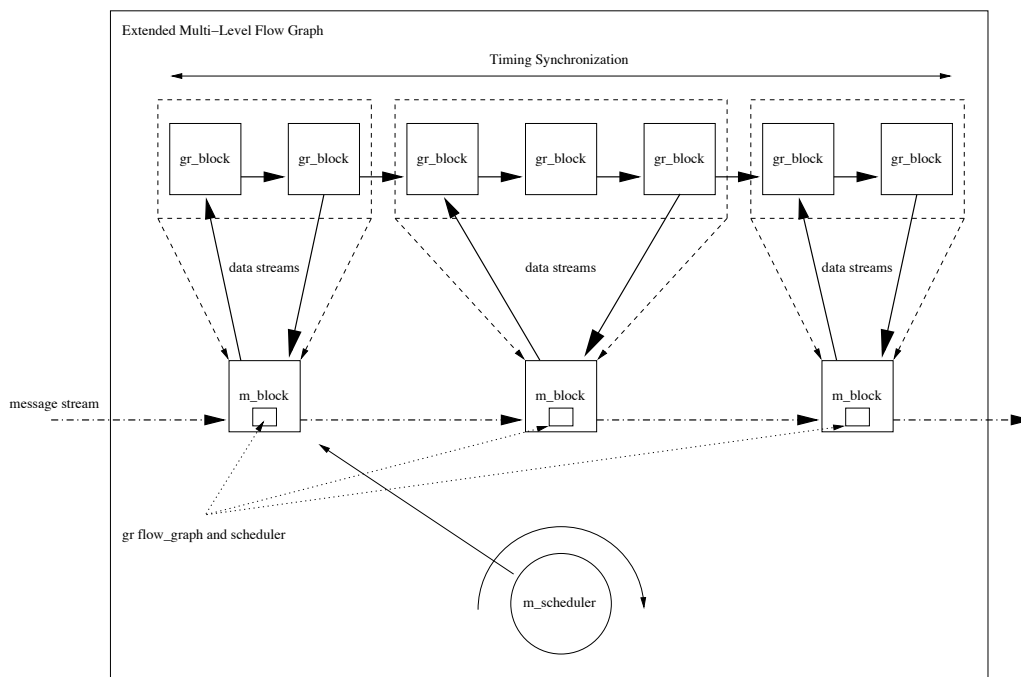 Extended Multi–Level Flow Graph
Timing Synchronization
gr_block
gr_block
gr_block
gr_block
gr_block
gr_block
gr_block
data streams
data streams
data streams
m_block
m_block
m_block
message stream
gr flow_graph and scheduler
m_scheduler